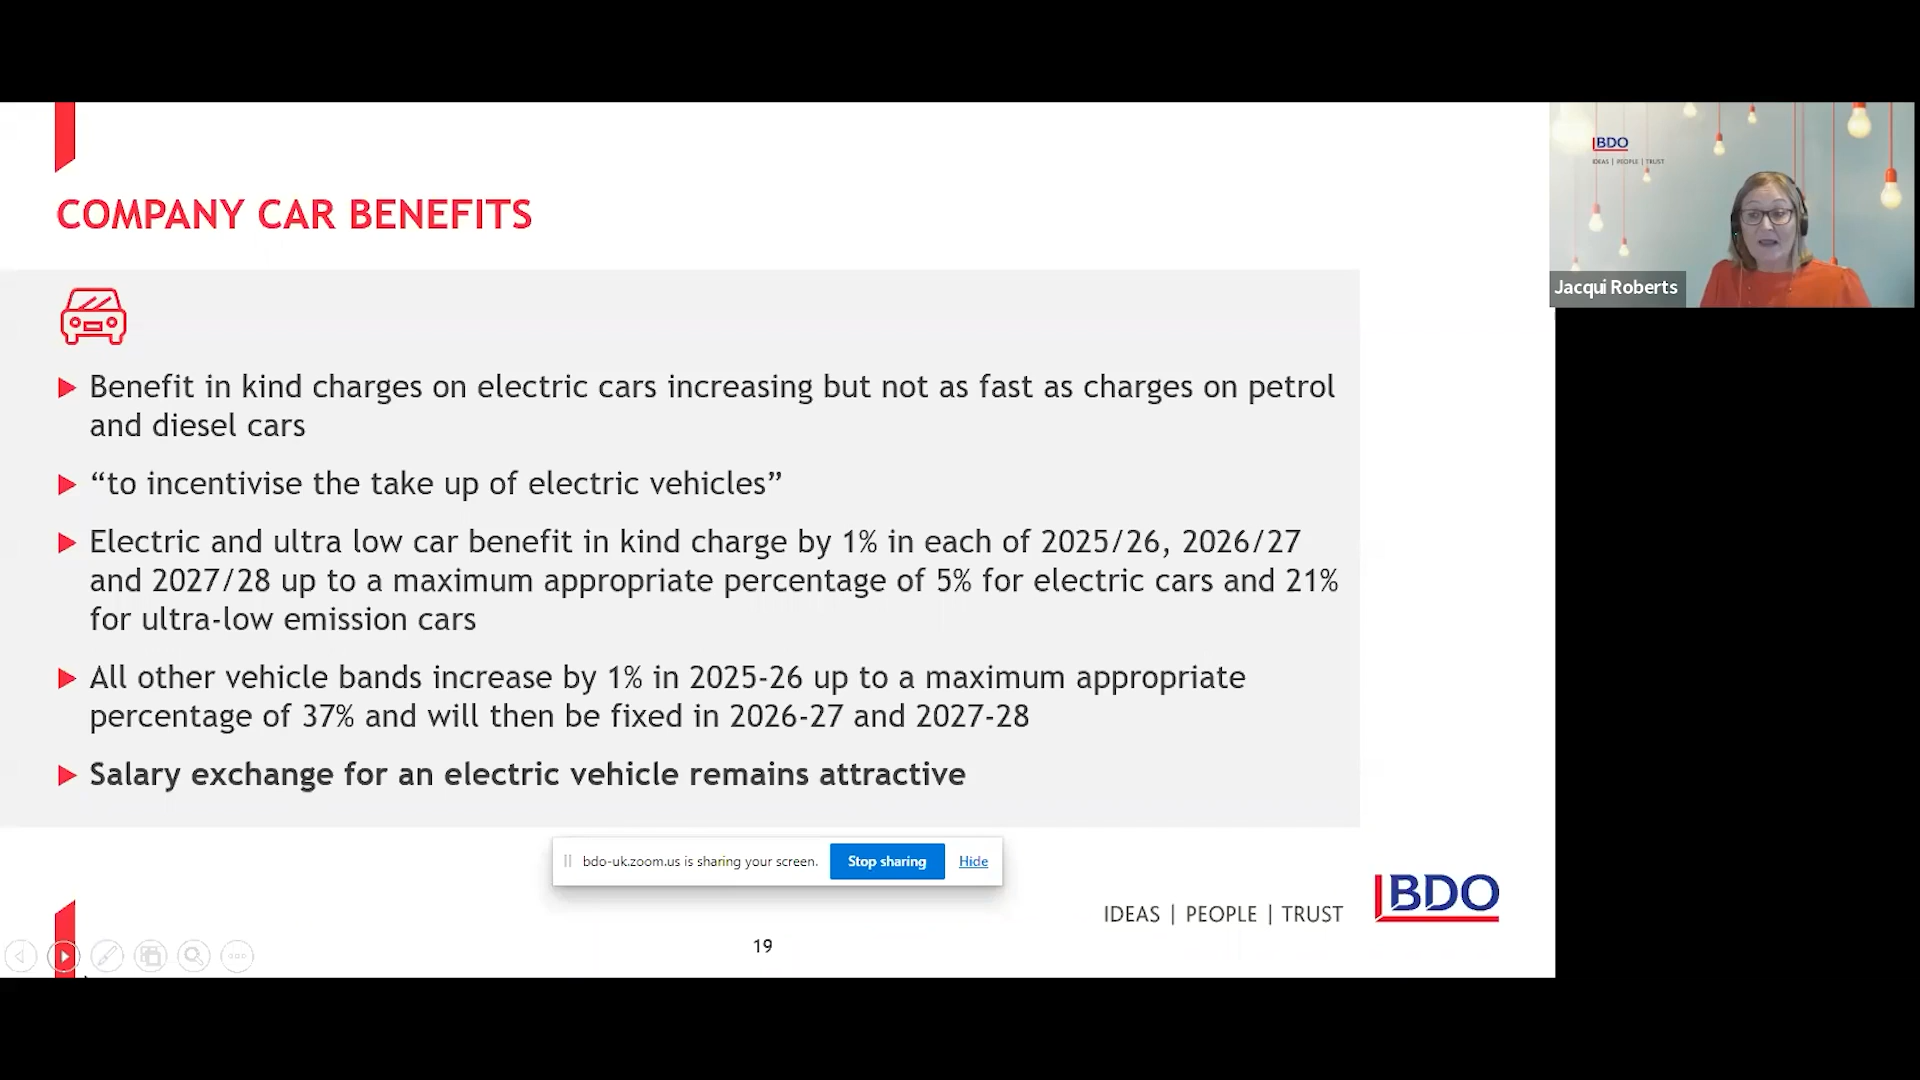 COMPANY CAR BENEFITS
Benefit in kind charges on electric cars increasing but not as fast as charges on petrol
and diesel cars
“to incentivise the take up of electric vehicles”
Electric and ultra low car benefit in kind charge by 1% in each of 2025/26, 2026/27
and 2027/28 up to a maximum appropriate percentage of 5% for electric cars and 21%
for ultra-low emission cars
All other vehicle bands increase by 1% in 2025-26 up to a maximum appropriate
percentage of 37% and will then be fixed in 2026-27 and 2027-28
Salary exchange for an electric vehicle remains attractive
bdo-uk.zoom.us is sharing your screen. Stop sharing Hide
IDEAS | PEOPLE | TRUST BDO
19
BDO
IDEAS | PEOPLE | TRUST
Jacqui Roberts